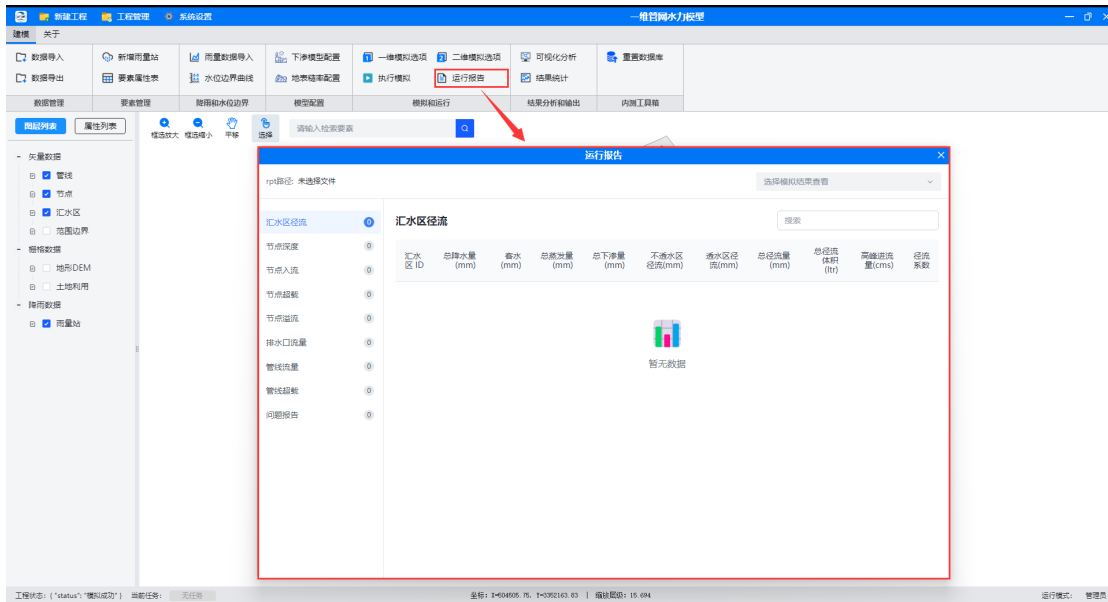 新建工程 工程管理 系统设置 一维管网水力模型
建模 关于
数据导入 新增雨量站 雨量数据导入 下渗模型配置 一维模拟选项 二维模拟选项 可视化分析 重置数据库
数据导出 要素属性表 水位边界曲线 地表糙率配置 执行模拟 运行报告 结果统计
数据管理 要素管理 降雨和水位边界 模型配置 模拟和运行 结果分析和输出 内测工具箱
图层列表 属性列表 框选放大 框选缩小 平移 选择 请输入检索要素
矢量数据
管线
节点
汇水区
范围边界
栅格数据
地形DEM
土地利用
降雨数据
雨量站
运行报告
rpt路径: 未选择文件 选择模拟结果查看
汇水区径流 0
节点深度 0
节点入流 0
节点超载 0
节点溢流 0
排水口流量 0
管线流量 0
管线超载 0
问题报告 0
汇水区径流 搜索
汇水区 ID 总降水量(mm) 客水(mm) 总蒸发量(mm) 总下渗量(mm) 不透水区径流(mm) 透水区径流(mm) 总径流量(mm) 总径流体积(ltr) 高峰进流量(cms) 径流系数
暂无数据
工程状态: { "status": "模拟成功" } 当前任务: 无任务 坐标: X=504505.75, Y=3352163.83 | 缩放层级: 15.694 运行模式: 管理员